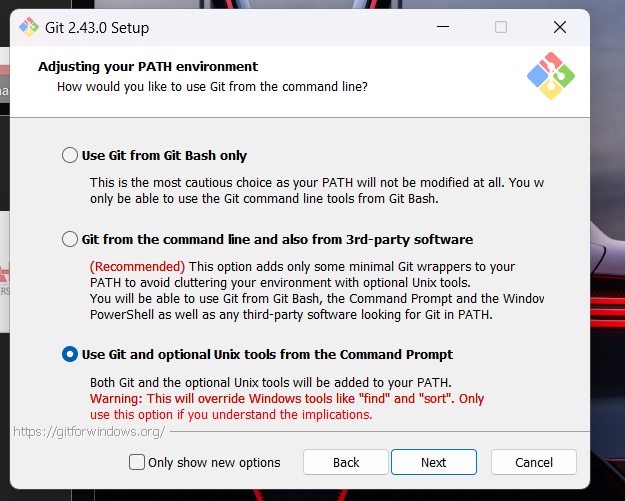 Git 2.43.0 Setup
Adjusting your PATH environment
How would you like to use Git from the command line?
Use Git from Git Bash only
This is the most cautious choice as your PATH will not be modified at all. You w
only be able to use the Git command line tools from Git Bash.
Git from the command line and also from 3rd-party software
(Recommended) This option adds only some minimal Git wrappers to your
PATH to avoid cluttering your environment with optional Unix tools.
You will be able to use Git from Git Bash, the Command Prompt and the Window
PowerShell as well as any third-party software looking for Git in PATH.
Use Git and optional Unix tools from the Command Prompt
Both Git and the optional Unix tools will be added to your PATH.
Warning: This will override Windows tools like "find" and "sort". Only
use this option if you understand the implications.
https://gitforwindows.org/
Only show new options
Back
Next
Cancel